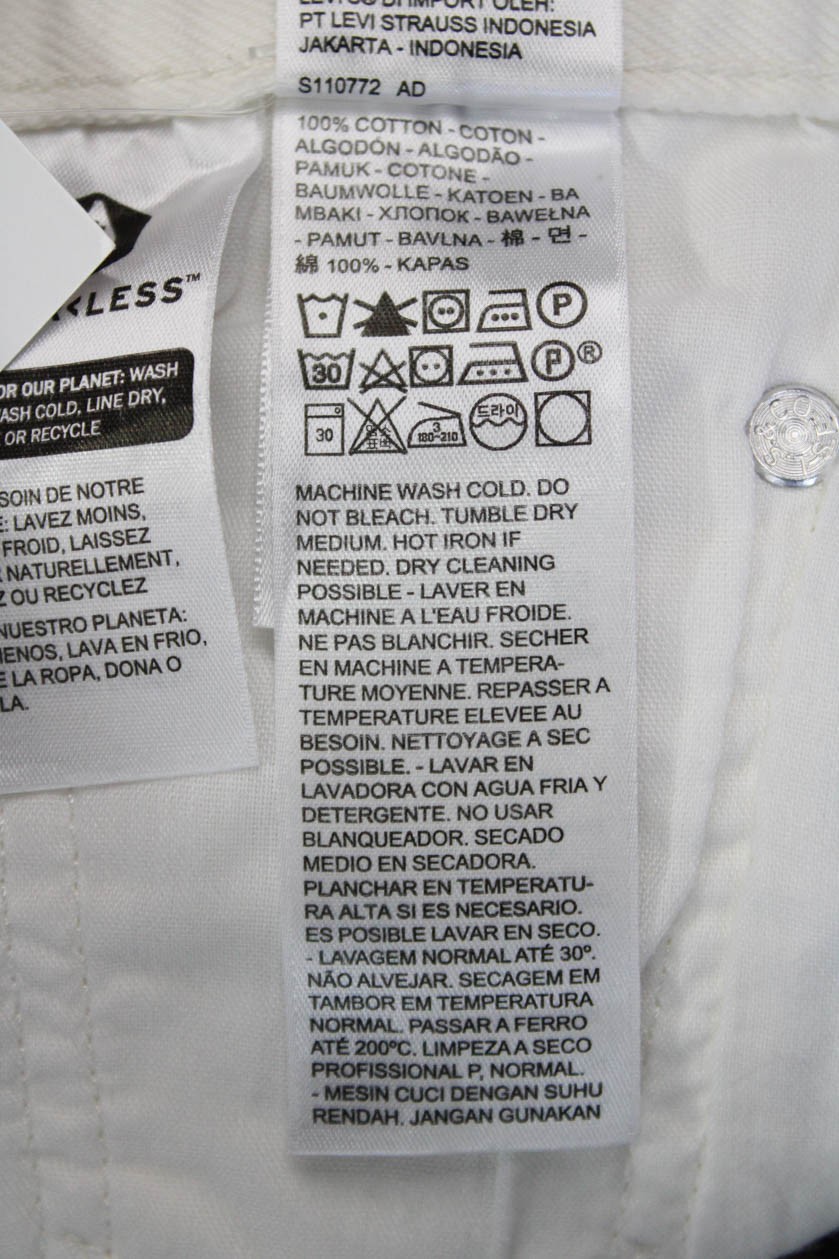 PT LEVI STRAUSS INDONESIA
JAKARTA - INDONESIA
S110772 AD
100% COTTON - COTON -
ALGODÓN - ALGODÃO -
PAMUK - COTONE -
BAUMWOLLE - KATOEN - BA
MBAKI - ХЛОПОК - BAWEŁNA
- PAMUT - BAVLNA - 棉 - 면 -
綿 100% - KAPAS
P
30
P ®
30
3
180-210
드라이
MACHINE WASH COLD. DO
NOT BLEACH. TUMBLE DRY
MEDIUM. HOT IRON IF
NEEDED. DRY CLEANING
POSSIBLE - LAVER EN
MACHINE A L'EAU FROIDE.
NE PAS BLANCHIR. SECHER
EN MACHINE A TEMPERA-
TURE MOYENNE. REPASSER A
TEMPERATURE ELEVEE AU
BESOIN. NETTOYAGE A SEC
POSSIBLE. - LAVAR EN
LAVADORA CON AGUA FRIA Y
DETERGENTE. NO USAR
BLANQUEADOR. SECADO
MEDIO EN SECADORA.
PLANCHAR EN TEMPERATU-
RA ALTA SI ES NECESARIO.
ES POSIBLE LAVAR EN SECO.
- LAVAGEM NORMAL ATÉ 30º.
NÃO ALVEJAR. SECAGEM EM
TAMBOR EM TEMPERATURA
NORMAL. PASSAR A FERRO
ATÉ 200ºC. LIMPEZA A SECO
PROFISSIONAL P, NORMAL.
- MESIN CUCI DENGAN SUHU
RENDAH. JANGAN GUNAKAN
LESS™
OUR PLANET: WASH
COLD, LINE DRY,
OR RECYCLE
SOIN DE NOTRE
LAVEZ MOINS,
FROID, LAISSEZ
NATURELLEMENT,
OU RECYCLEZ
NUESTRO PLANETA:
LAVA EN FRIO,
LA ROPA, DONA O
LA.